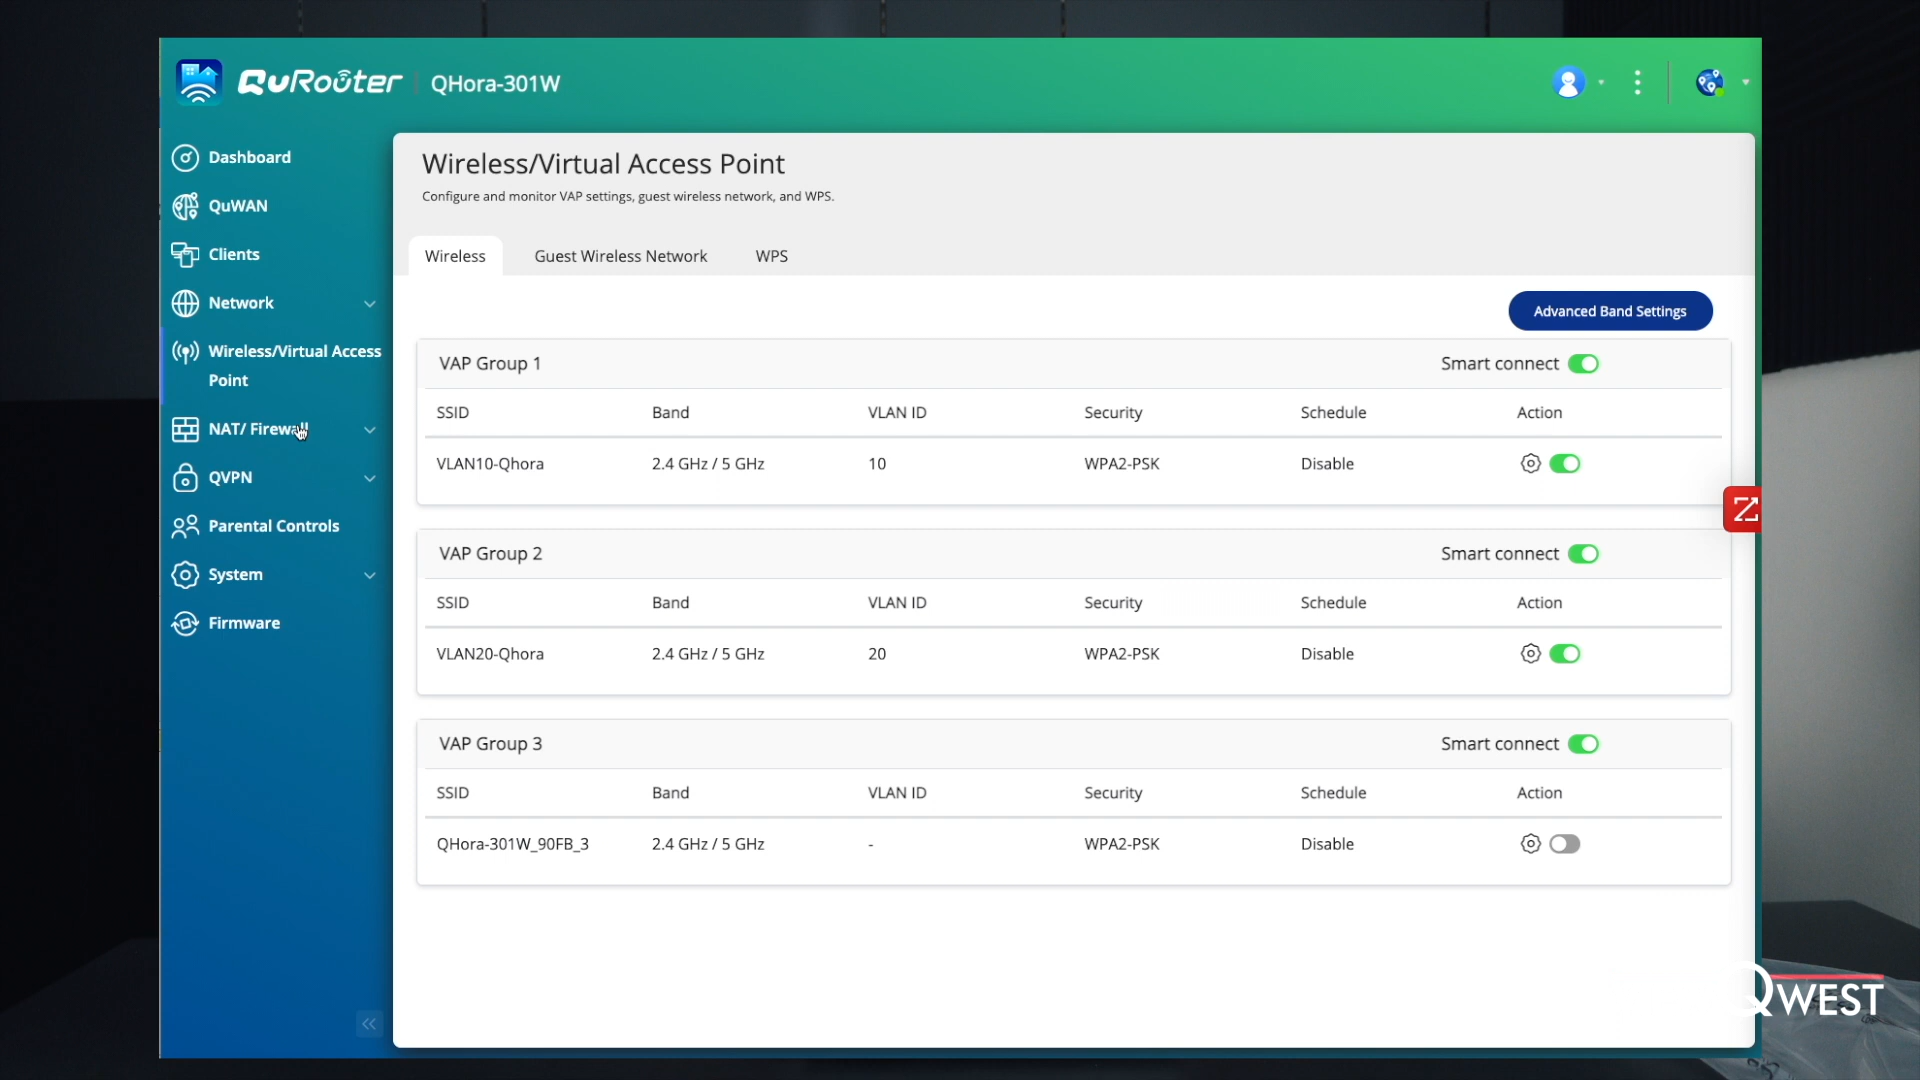 QuRouter QHora-301W
Dashboard
QuWAN
Clients
Network
Wireless/Virtual Access
Point
NAT/ Firewall
QVPN
Parental Controls
System
Firmware
Wireless/Virtual Access Point
Configure and monitor VAP settings, guest wireless network, and WPS.
Wireless Guest Wireless Network WPS
Advanced Band Settings
VAP Group 1 Smart connect
SSID Band VLAN ID Security Schedule Action
VLAN10-Qhora 2.4 GHz / 5 GHz 10 WPA2-PSK Disable
VAP Group 2 Smart connect
SSID Band VLAN ID Security Schedule Action
VLAN20-Qhora 2.4 GHz / 5 GHz 20 WPA2-PSK Disable
VAP Group 3 Smart connect
SSID Band VLAN ID Security Schedule Action
QHora-301W_90FB_3 2.4 GHz / 5 GHz - WPA2-PSK Disable
QWEST